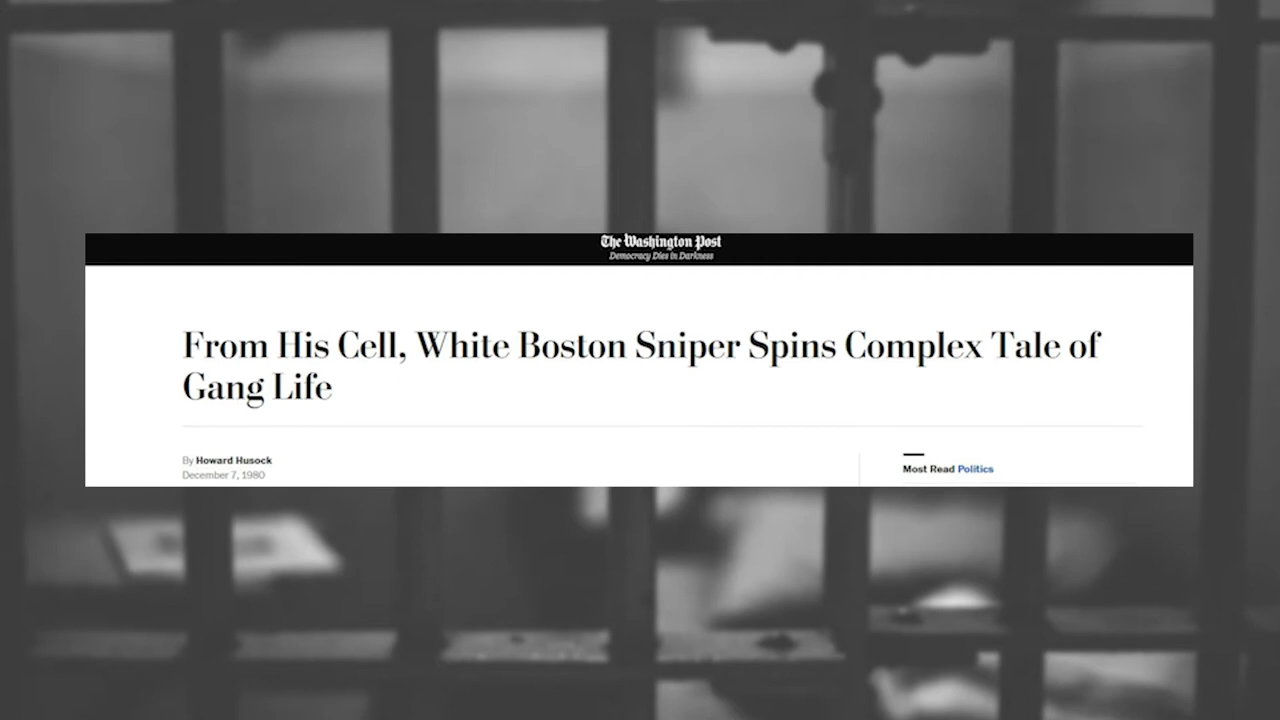 The Washington Post
Democracy Dies in Darkness
From His Cell, White Boston Sniper Spins Complex Tale of
Gang Life
By Howard Husock
December 7, 1980
Most Read Politics